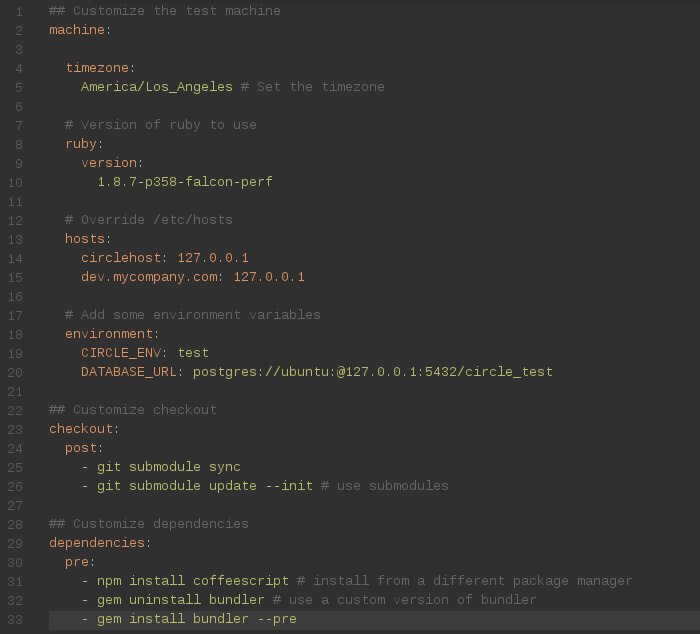 1 ## Customize the test machine
2 machine:
3
4 timezone:
5 America/Los_Angeles # Set the timezone
6
7 # Version of ruby to use
8 ruby:
9 version:
10 1.8.7-p358-falcon-perf
11
12 # Override /etc/hosts
13 hosts:
14 circlehost: 127.0.0.1
15 dev.mycompany.com: 127.0.0.1
16
17 # Add some environment variables
18 environment:
19 CIRCLE_ENV: test
20 DATABASE_URL: postgres://ubuntu:@127.0.0.1:5432/circle_test
21
22 ## Customize checkout
23 checkout:
24 post:
25 - git submodule sync
26 - git submodule update --init # use submodules
27
28 ## Customize dependencies
29 dependencies:
30 pre:
31 - npm install coffeescript # install from a different package manager
32 - gem uninstall bundler # use a custom version of bundler
33 - gem install bundler --pre